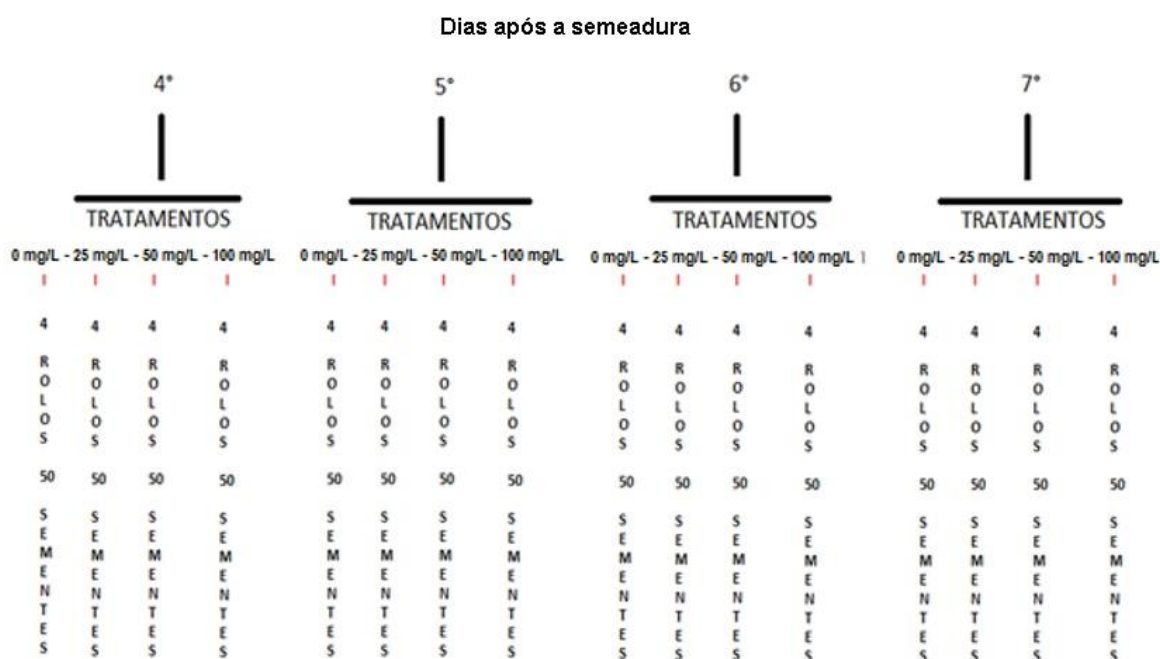 Dias após a semeadura
4° 5° 6° 7°
TRATAMENTOS TRATAMENTOS TRATAMENTOS TRATAMENTOS
0 mg/L - 25 mg/L - 50 mg/L - 100 mg/L 0 mg/L - 25 mg/L - 50 mg/L - 100 mg/L 0 mg/L - 25 mg/L - 50 mg/L - 100 mg/L 0 mg/L - 25 mg/L - 50 mg/L - 100 mg/L
4 4 4 4 4 4 4 4 4 4 4 4 4 4 4 4
ROLOS ROLOS ROLOS ROLOS ROLOS ROLOS ROLOS ROLOS ROLOS ROLOS ROLOS ROLOS ROLOS ROLOS ROLOS ROLOS
50 50 50 50 50 50 50 50 50 50 50 50 50 50 50 50
SEMENTES SEMENTES SEMENTES SEMENTES SEMENTES SEMENTES SEMENTES SEMENTES SEMENTES SEMENTES SEMENTES SEMENTES SEMENTES SEMENTES SEMENTES SEMENTES